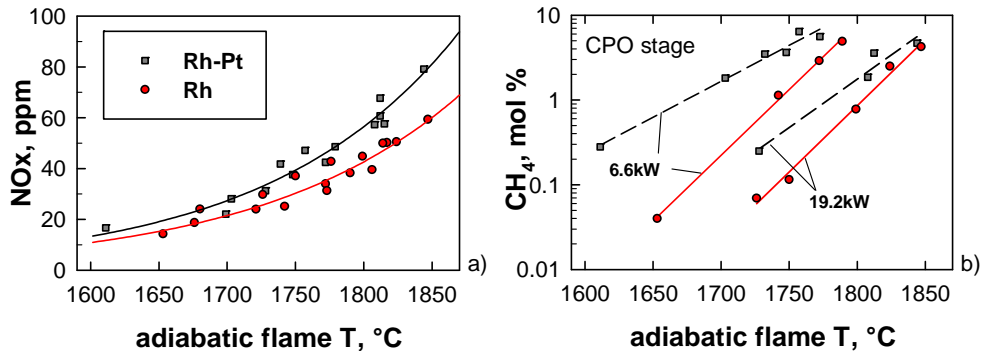 100
80
60
40
20
0
NOx, ppm
Rh-Pt
Rh
1600 1650 1700 1750 1800 1850
a)
adiabatic flame T, °C
10
1
0.1
0.01
CH₄, mol %
CPO stage
6.6kW
19.2kW
1600 1650 1700 1750 1800 1850
b)
adiabatic flame T, °C